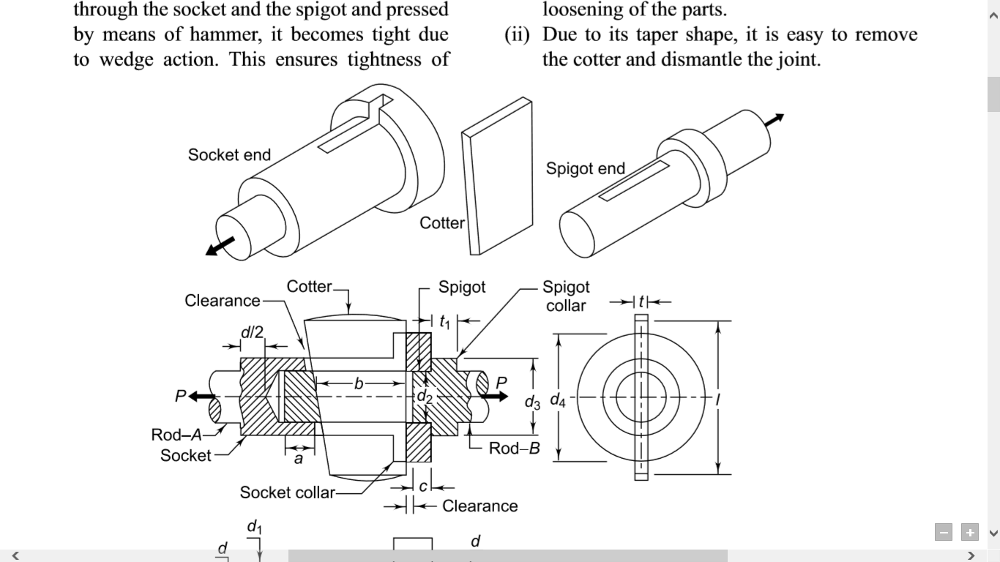 through the socket and the spigot and pressed
by means of hammer, it becomes tight due
to wedge action. This ensures tightness of
loosening of the parts.
(ii) Due to its taper shape, it is easy to remove
the cotter and dismantle the joint.
Socket end
Cotter
Spigot end
Cotter
Clearance
Spigot
Spigot
collar
t
t₁
d/2
b
P
P
d₂
d₃
d₄
l
Rod–A
Socket
a
Rod–B
Socket collar
c
Clearance
d₁
d
d